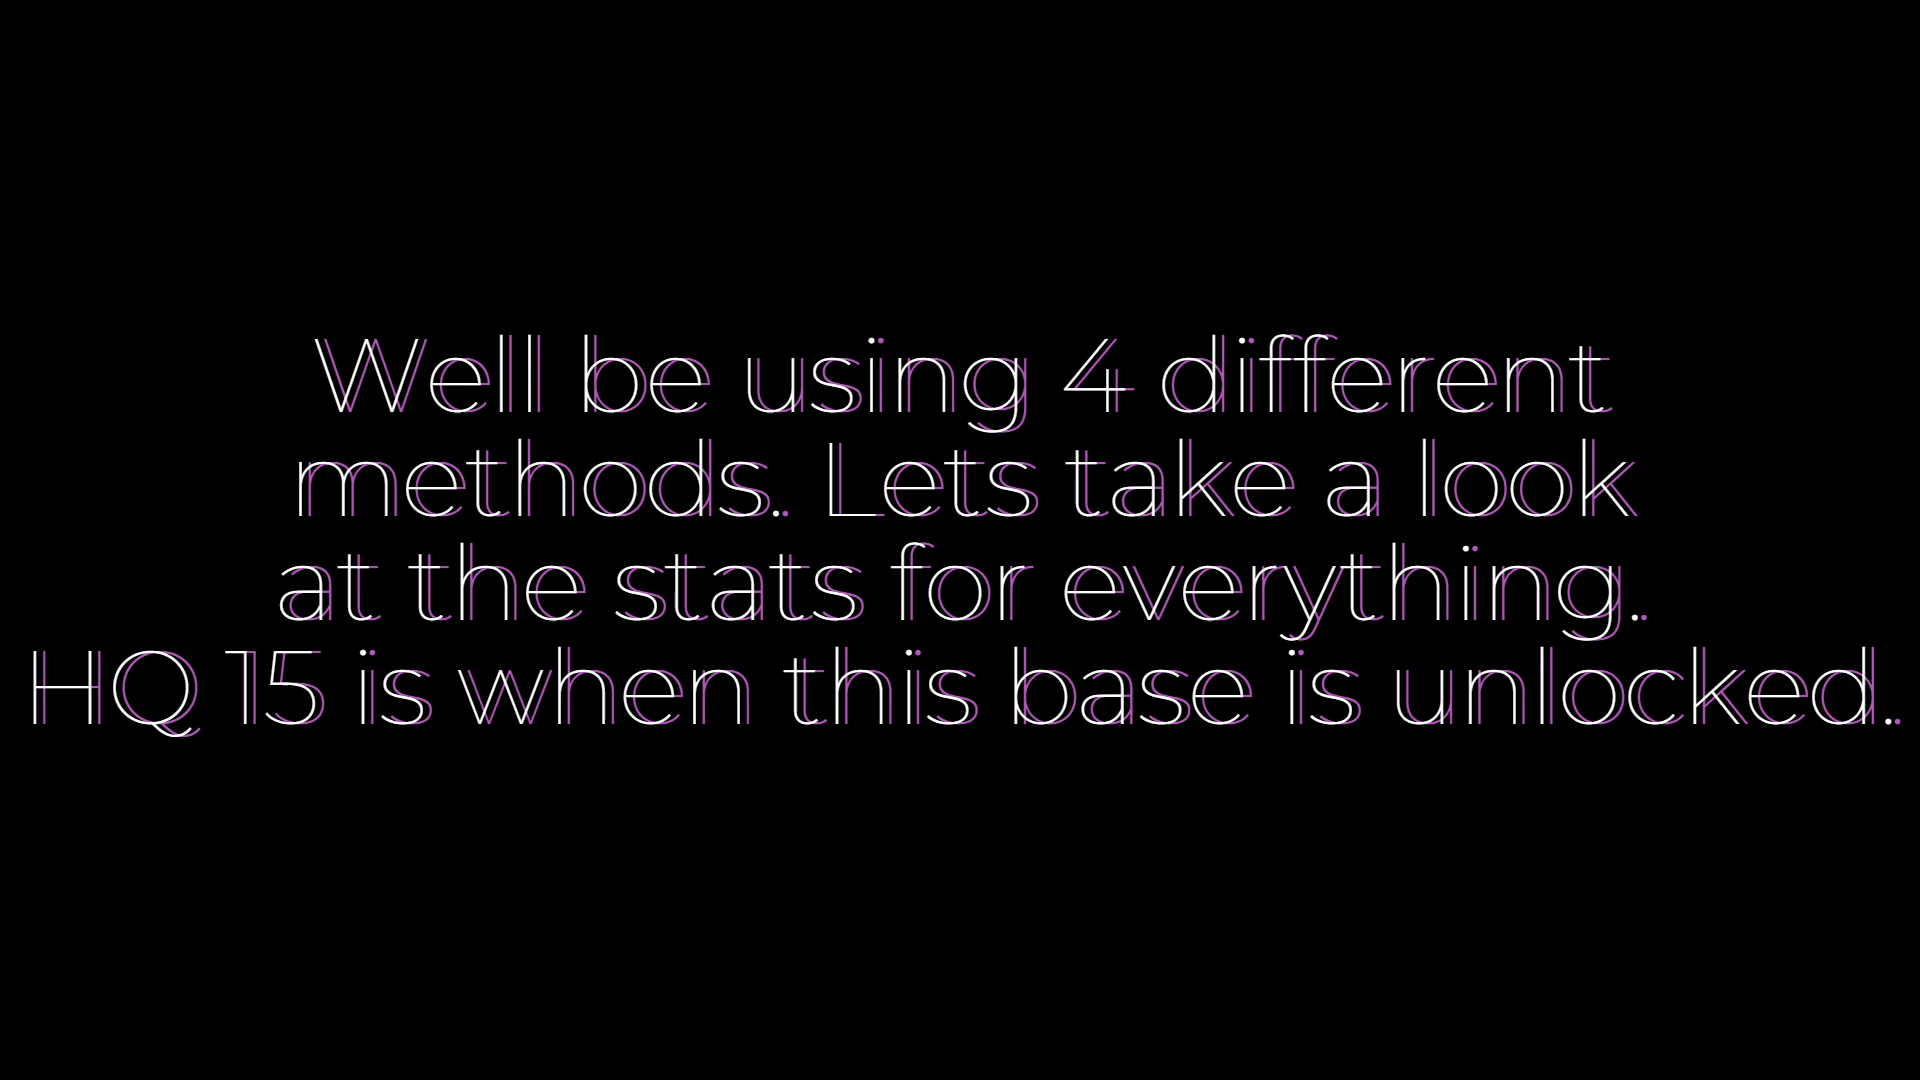 Well be using 4 different
methods. Lets take a look
at the stats for everything.
HQ 15 is when this base is unlocked.